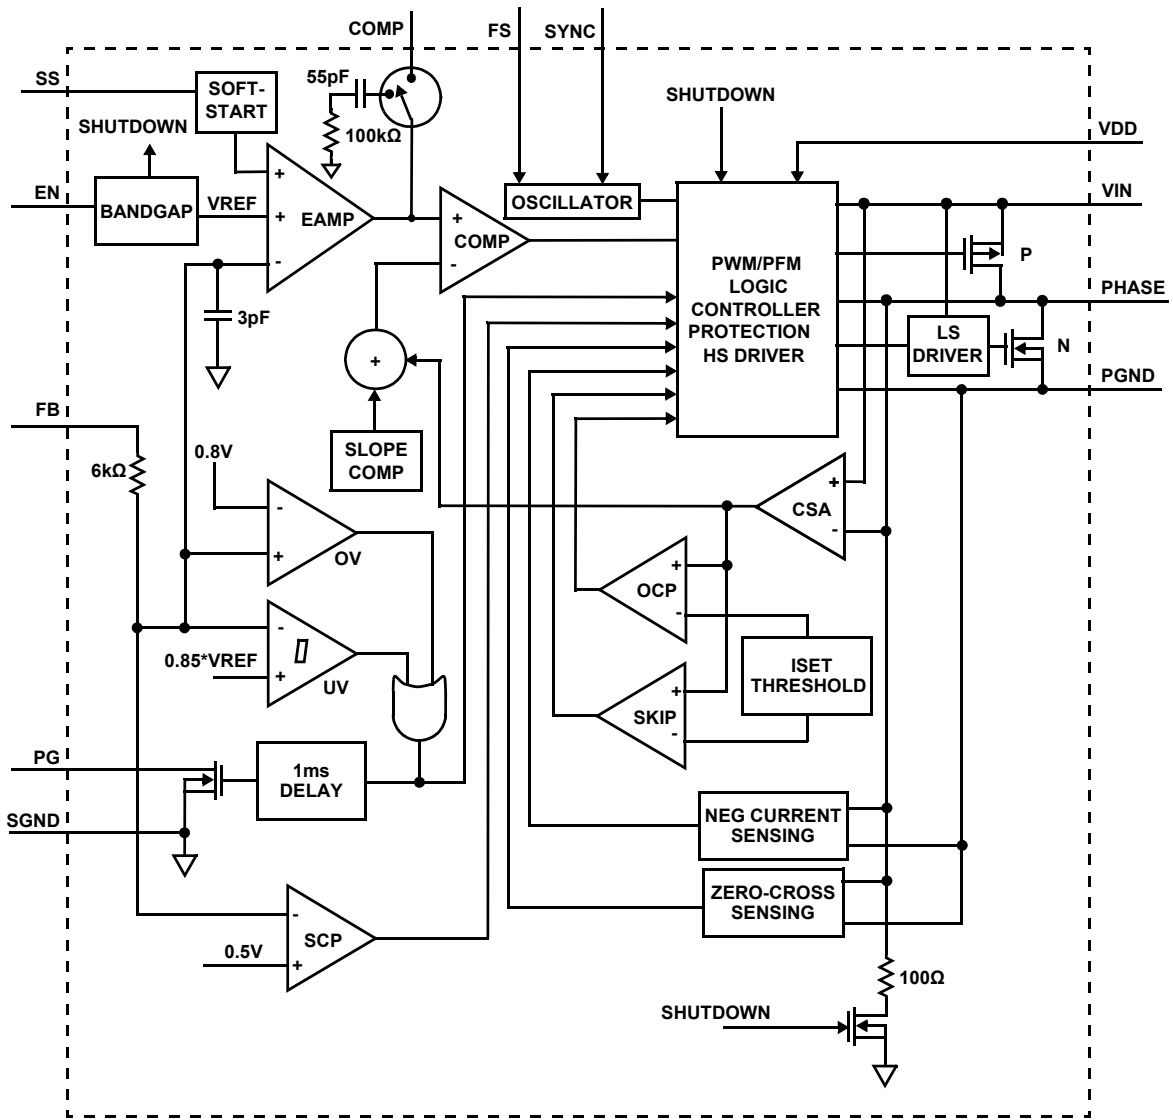 COMP
FS
SYNC
SS
SOFT-
START
55pF
100kΩ
SHUTDOWN
SHUTDOWN
VDD
EN
BANDGAP
VREF
+
+
-
EAMP
+
-
COMP
OSCILLATOR
VIN
PWM/PFM
LOGIC
CONTROLLER
PROTECTION
HS DRIVER
P
PHASE
3pF
LS
DRIVER
N
PGND
+
FB
SLOPE
COMP
6kΩ
0.8V
-
+
OV
+
-
CSA
+
-
OCP
-
+
UV
0.85*VREF
ISET
THRESHOLD
+
-
SKIP
PG
1ms
DELAY
SGND
NEG CURRENT
SENSING
ZERO-CROSS
SENSING
-
+
SCP
0.5V
100Ω
SHUTDOWN